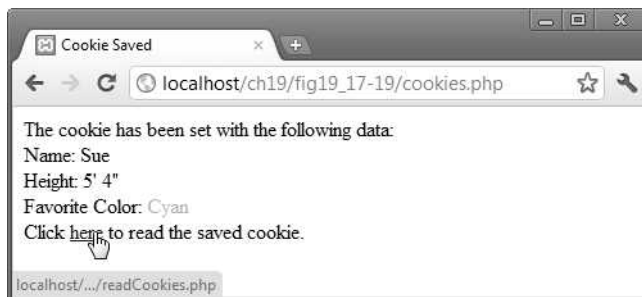 Cookie Saved
localhost/ch19/fig19_17-19/cookies.php
The cookie has been set with the following data:
Name: Sue
Height: 5' 4"
Favorite Color: Cyan
Click here to read the saved cookie.
localhost/.../readCookies.php